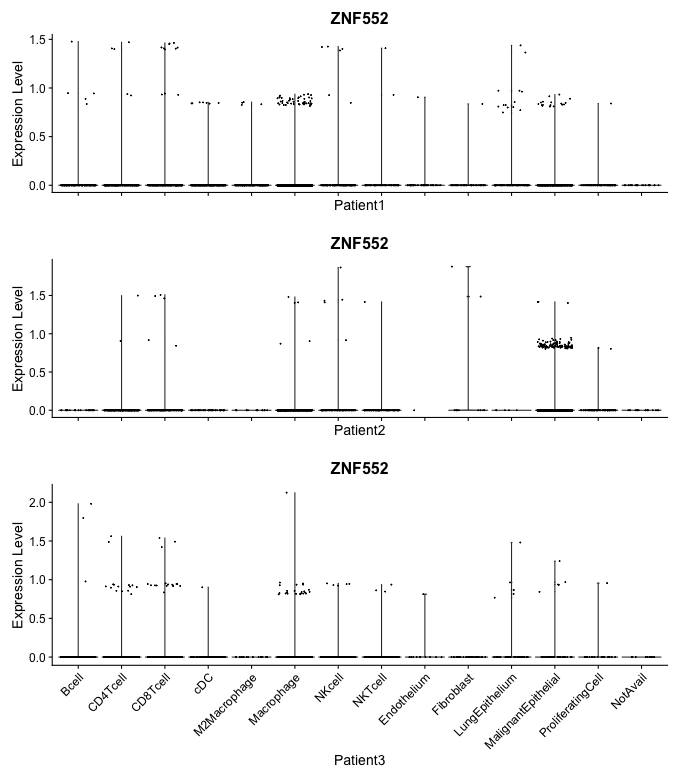 ZNF552
Expression Level
1.5
1.0
0.5
0.0
Patient1
ZNF552
Expression Level
1.5
1.0
0.5
0.0
Patient2
ZNF552
Expression Level
2.0
1.5
1.0
0.5
0.0
Bcell
CD4Tcell
CD8Tcell
cDC
M2Macrophage
Macrophage
NKcell
NKTcell
Endothelium
Fibroblast
LungEpithelium
MalignantEpithelial
ProliferatingCell
NotAvail
Patient3